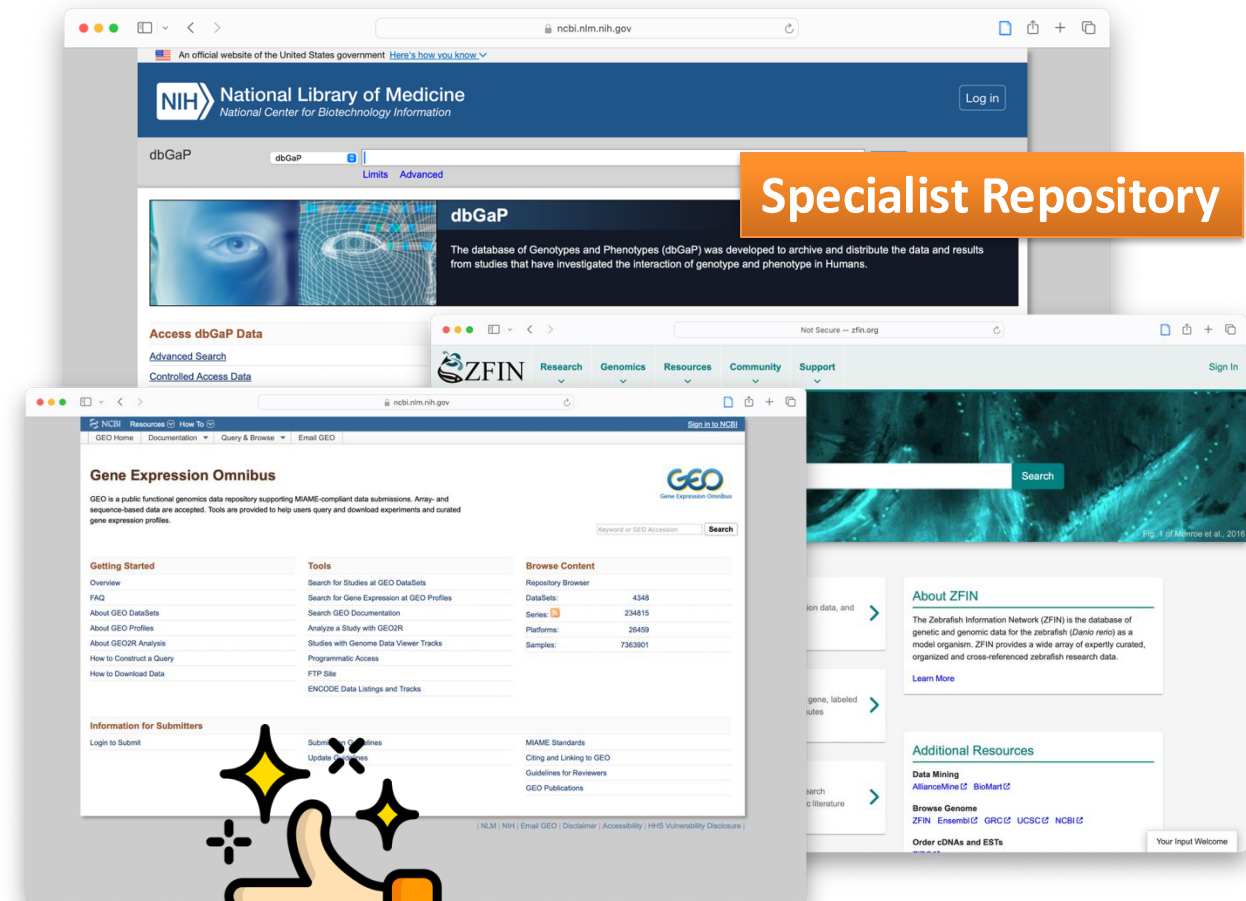 ncbi.nlm.nih.gov
An official website of the United States government Here's how you know
NIH National Library of Medicine
National Center for Biotechnology Information
Log in
dbGaP
dbGaP
Limits Advanced
Specialist Repository
dbGaP
The database of Genotypes and Phenotypes (dbGaP) was developed to archive and distribute the data and results
from studies that have investigated the interaction of genotype and phenotype in Humans.
Access dbGaP Data
Advanced Search
Controlled Access Data
Not Secure — zfin.org
ZFIN
Research Genomics Resources Community Support
Sign In
Search
Fig. 1 of Monroe et al., 2016
ion data, and
gene, labeled
utes
earch
c literature
About ZFIN
The Zebrafish Information Network (ZFIN) is the database of
genetic and genomic data for the zebrafish (Danio rerio) as a
model organism. ZFIN provides a wide array of expertly curated,
organized and cross-referenced zebrafish research data.
Learn More
Additional Resources
Data Mining
AllianceMine BioMart
Browse Genome
ZFIN Ensembl GRC UCSC NCBI
Order cDNAs and ESTs
Your Input Welcome
ncbi.nlm.nih.gov
NCBI Resources How To
Sign in to NCBI
GEO Home Documentation Query & Browse Email GEO
Gene Expression Omnibus
GEO is a public functional genomics data repository supporting MIAME-compliant data submissions. Array- and
sequence-based data are accepted. Tools are provided to help users query and download experiments and curated
gene expression profiles.
GEO
Gene Expression Omnibus
Keyword or GEO Accession Search
Getting Started
Overview
FAQ
About GEO DataSets
About GEO Profiles
About GEO2R Analysis
How to Construct a Query
How to Download Data
Tools
Search for Studies at GEO DataSets
Search for Gene Expression at GEO Profiles
Search GEO Documentation
Analyze a Study with GEO2R
Studies with Genome Data Viewer Tracks
Programmatic Access
FTP Site
ENCODE Data Listings and Tracks
Browse Content
Repository Browser
DataSets: 4348
Series: 234815
Platforms: 26459
Samples: 7363901
Information for Submitters
Login to Submit
Submission Guidelines
Update Guidelines
MIAME Standards
Citing and Linking to GEO
Guidelines for Reviewers
GEO Publications
| NLM | NIH | Email GEO | Disclaimer | Accessibility | HHS Vulnerability Disclosure |